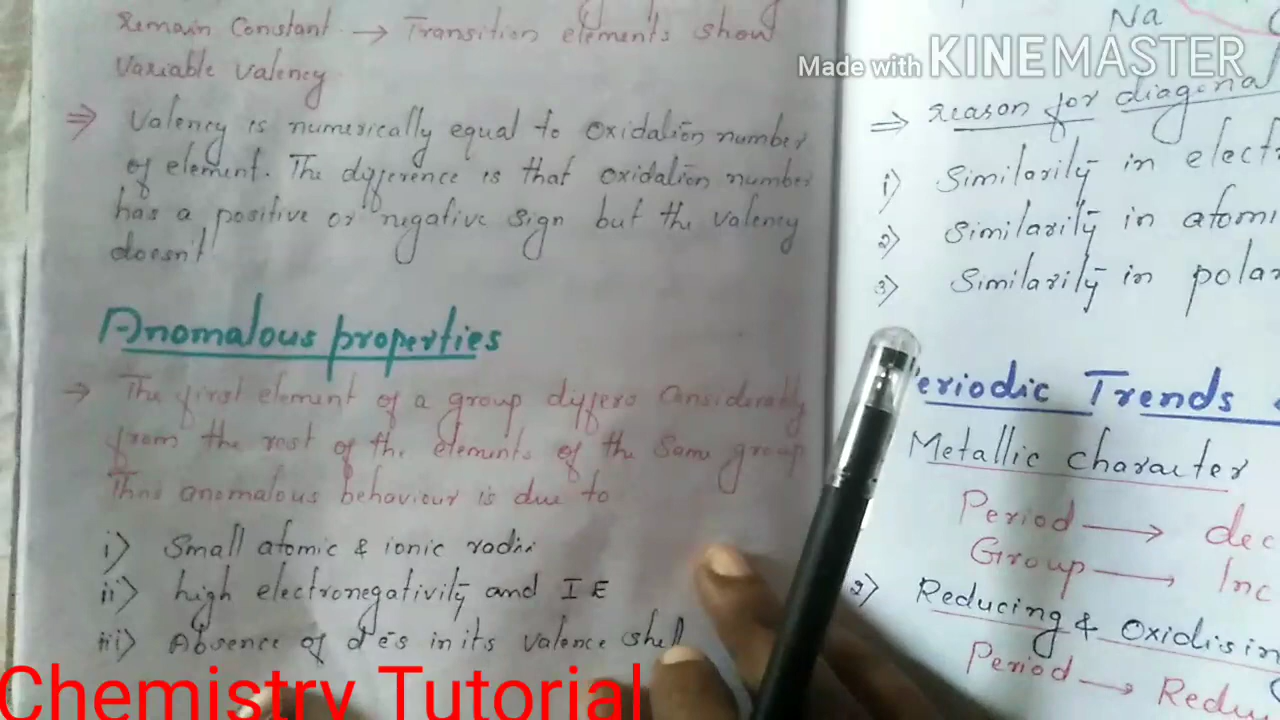 Remain Constant → Transition elements show
Variable valency
⇒ Valency is numerically equal to oxidation number
of element. The difference is that oxidation number
has a positive or negative sign but the valency
doesn't
Anomalous properties
→ The first element of a group differs Considerably
from the rest of the elements of the Same group
This anomalous behaviour is due to
i) Small atomic & ionic radii
ii) high electronegativity and IE
iii) Absence of d e̅s in its valence shell
Na
Made with KINEMASTER
⇒ reason for diagonal
1) Similarity in elect
2) Similarity in atomi
3) Similarity in polar
eriodic Trends
Metallic character
Period → dec
Group → Inc
2) Reducing & Oxidisin
Period → Redu
Chemistry Tutorial